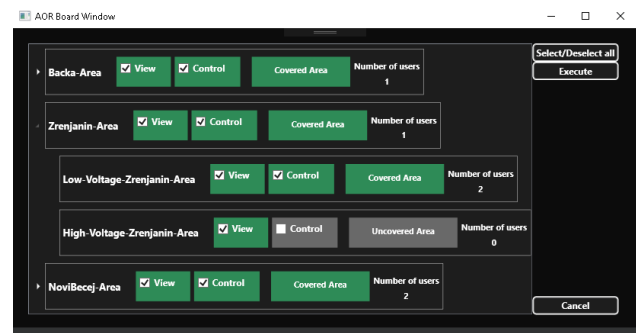 AOR Board Window
Select/Deselect all
Execute
Backa-Area View Control Covered Area Number of users
1
Zrenjanin-Area View Control Covered Area Number of users
1
Low-Voltage-Zrenjanin-Area View Control Covered Area Number of users
2
High-Voltage-Zrenjanin-Area View Control Uncovered Area Number of users
0
NoviBecej-Area View Control Covered Area Number of users
2
Cancel